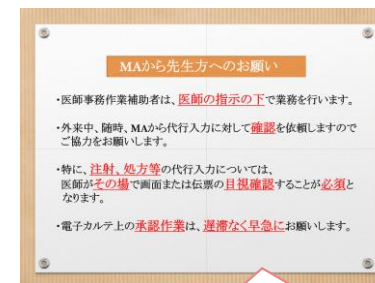 MAから先生方へのお願い
・医師事務作業補助者は、医師の指示の下で業務を行います。
・外来中、随時、MAから代行入力に対して確認を依頼しますので
ご協力をお願いします。
・特に、注射、処方等の代行入力については、
医師がその場で画面または伝票の目視確認することが必須と
なります。
・電子カルテ上の承認作業は、遅滞なく早急にお願いします。